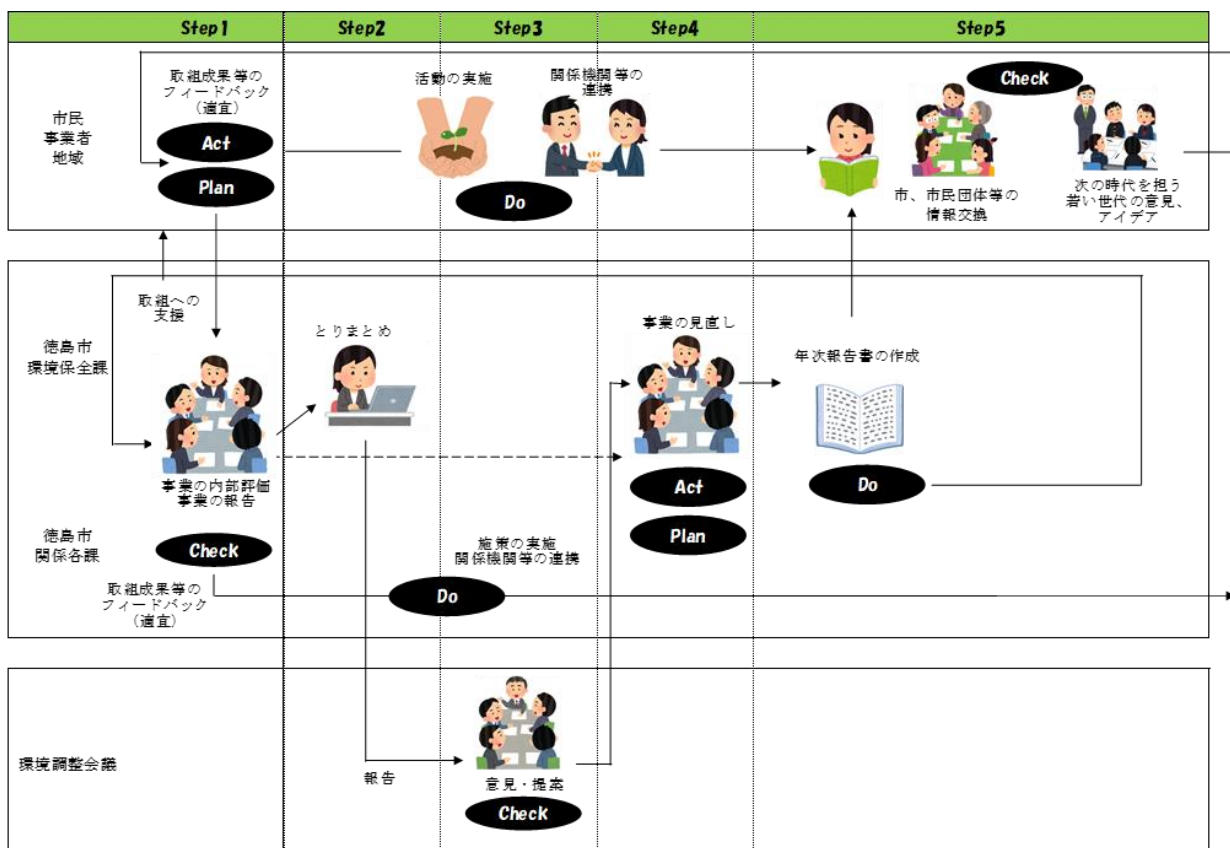 Step1
Step2
Step3
Step4
Step5
市民
事業者
地域
取組成果等の
フィードバック
(適宜)
Act
Plan
活動の実施
関係機関等の
連携
Do
Check
市、市民団体等の
情報交換
次の時代を担う
若い世代の意見、
アイデア
徳島市
環境保全課
取組への
支援
とりまとめ
事業の見直し
年次報告書の作成
事業の内部評価
事業の報告
Act
Plan
Do
徳島市
関係各課
Check
施策の実施
関係機関等の連携
取組成果等の
フィードバック
(適宜)
Do
環境調整会議
報告
意見・提案
Check